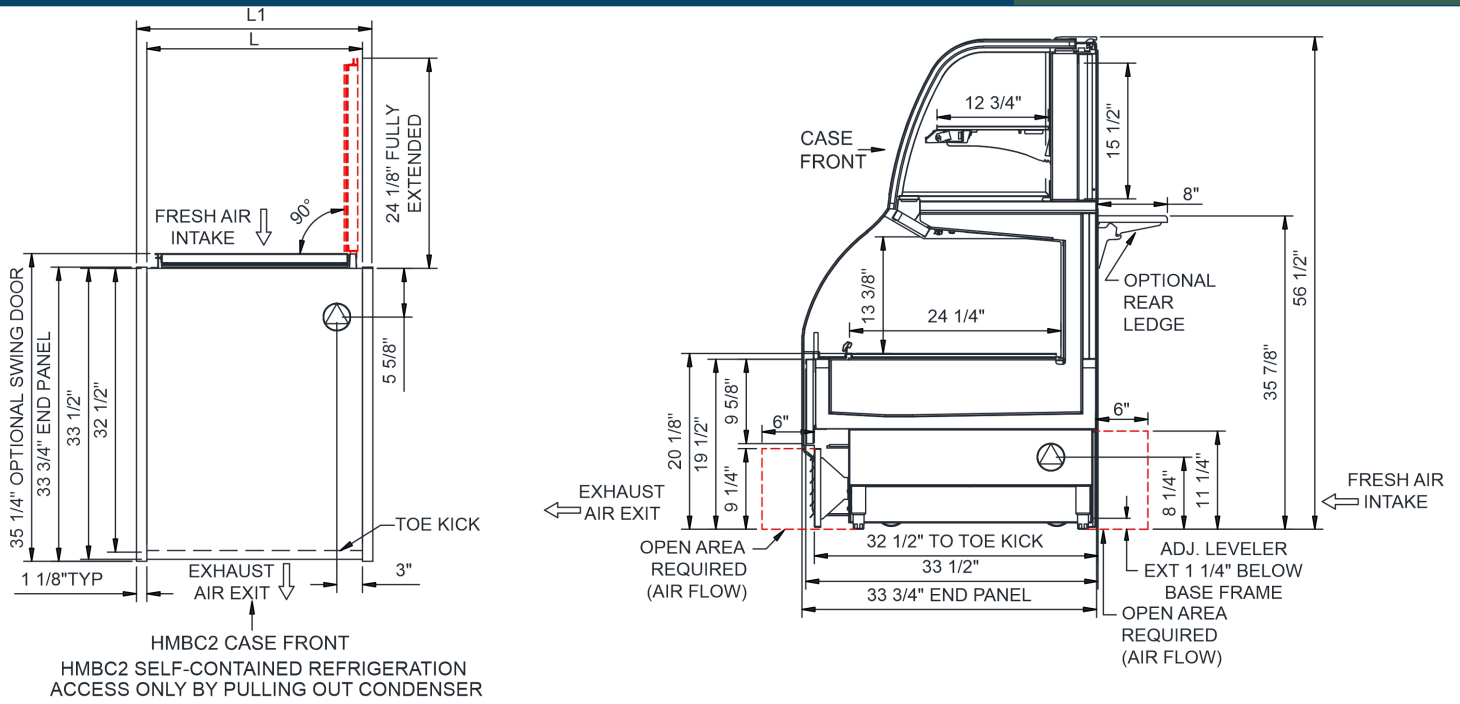 L1
L
24 1/8" FULLY
EXTENDED
90°
FRESH AIR
INTAKE
35 1/4" OPTIONAL SWING DOOR
33 3/4" END PANEL
33 1/2"
32 1/2"
5 5/8"
TOE KICK
1 1/8"TYP
EXHAUST
AIR EXIT
3"
HMBC2 CASE FRONT
HMBC2 SELF-CONTAINED REFRIGERATION
ACCESS ONLY BY PULLING OUT CONDENSER
CASE
FRONT
12 3/4"
15 1/2"
8"
OPTIONAL
REAR
LEDGE
56 1/2"
13 3/8"
24 1/4"
35 7/8"
20 1/8"
19 1/2"
9 5/8"
9 1/4"
6"
6"
8 1/4"
11 1/4"
EXHAUST
AIR EXIT
FRESH AIR
INTAKE
OPEN AREA
REQUIRED
(AIR FLOW)
32 1/2" TO TOE KICK
33 1/2"
33 3/4" END PANEL
ADJ. LEVELER
EXT 1 1/4" BELOW
BASE FRAME
OPEN AREA
REQUIRED
(AIR FLOW)